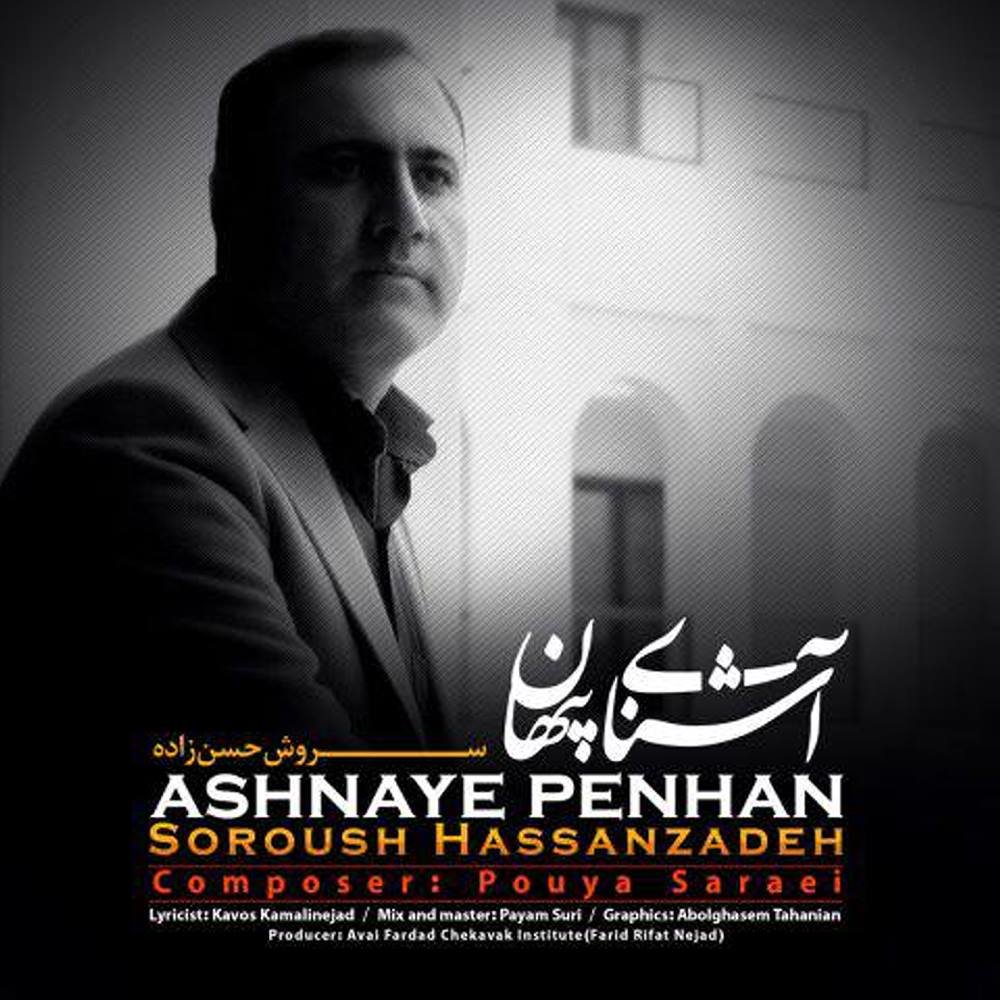 آشنای پنهان
سروش حسن‌زاده
ASHNAYE PENHAN
SOROUSH HASSANZADEH
Composer: Pouya Saraei
Lyricist: Kavos Kamalinejad / Mix and master: Payam Suri / Graphics: Abolghasem Tahanian
Producer: Avai Fardad Chekavak Institute(Farid Rifat Nejad)